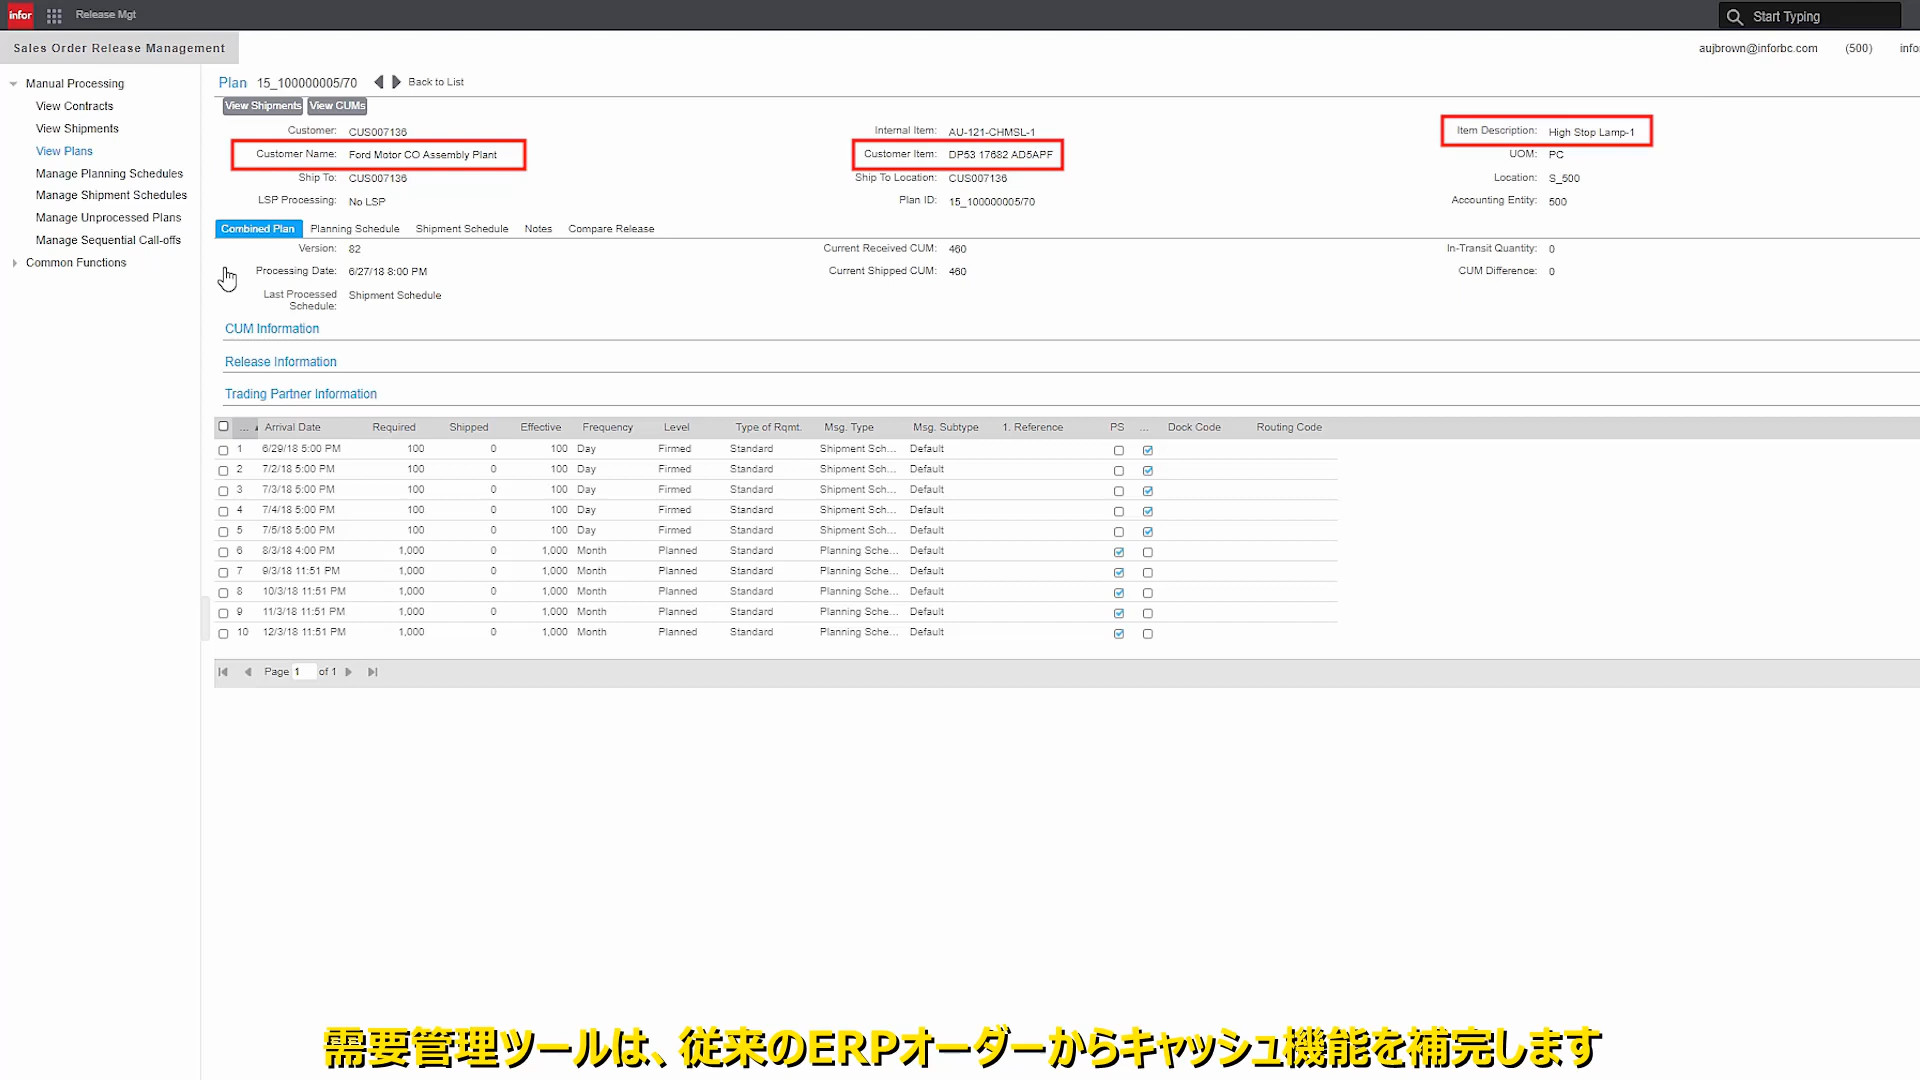 infor Release Mgt Start Typing
Sales Order Release Management aujbrown@inforbc.com (500) info
Manual Processing
View Contracts
View Shipments
View Plans
Manage Planning Schedules
Manage Shipment Schedules
Manage Unprocessed Plans
Manage Sequential Call-offs
Common Functions
Plan 15_100000005/70 Back to List
View Shipments View CUMs
Customer: CUS007136 Internal Item: AU-121-CHMSL-1 Item Description: High Stop Lamp-1
Customer Name: Ford Motor CO Assembly Plant Customer Item: DP53 17682 AD5APF UOM: PC
Ship To: CUS007136 Ship To Location: CUS007136 Location: S_500
LSP Processing: No LSP Plan ID: 15_100000005/70 Accounting Entity: 500
Combined Plan Planning Schedule Shipment Schedule Notes Compare Release
Version: 82 Current Received CUM: 460 In-Transit Quantity: 0
Processing Date: 6/27/18 8:00 PM Current Shipped CUM: 460 CUM Difference: 0
Last Processed Schedule: Shipment Schedule
CUM Information
Release Information
Trading Partner Information
... Arrival Date Required Shipped Effective Frequency Level Type of Rqmt. Msg. Type Msg. Subtype 1. Reference PS ... Dock Code Routing Code
1 6/29/18 5:00 PM 100 0 100 Day Firmed Standard Shipment Sch... Default
2 7/2/18 5:00 PM 100 0 100 Day Firmed Standard Shipment Sch... Default
3 7/3/18 5:00 PM 100 0 100 Day Firmed Standard Shipment Sch... Default
4 7/4/18 5:00 PM 100 0 100 Day Firmed Standard Shipment Sch... Default
5 7/5/18 5:00 PM 100 0 100 Day Firmed Standard Shipment Sch... Default
6 8/3/18 4:00 PM 1,000 0 1,000 Month Planned Standard Planning Sche... Default
7 9/3/18 11:51 PM 1,000 0 1,000 Month Planned Standard Planning Sche... Default
8 10/3/18 11:51 PM 1,000 0 1,000 Month Planned Standard Planning Sche... Default
9 11/3/18 11:51 PM 1,000 0 1,000 Month Planned Standard Planning Sche... Default
10 12/3/18 11:51 PM 1,000 0 1,000 Month Planned Standard Planning Sche... Default
Page 1 of 1
需要管理ツールは、従来のERPオーダーからキャッシュ機能を補完します